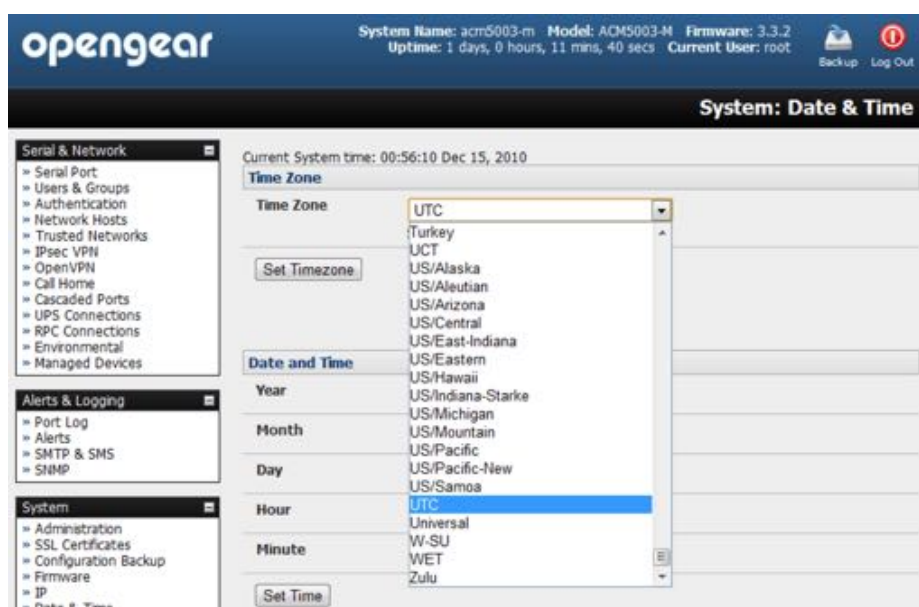 opengear
System Name: acm5003-m Model: ACM5003-M Firmware: 3.3.2
Uptime: 1 days, 0 hours, 11 mins, 40 secs Current User: root
Backup
Log Out
System: Date & Time
Serial & Network
» Serial Port
» Users & Groups
» Authentication
» Network Hosts
» Trusted Networks
» IPsec VPN
» OpenVPN
» Call Home
» Cascaded Ports
» UPS Connections
» RPC Connections
» Environmental
» Managed Devices
Alerts & Logging
» Port Log
» Alerts
» SMTP & SMS
» SNMP
System
» Administration
» SSL Certificates
» Configuration Backup
» Firmware
» IP
» Date & Time
Current System time: 00:56:10 Dec 15, 2010
Time Zone
Time Zone
UTC
Turkey
UCT
US/Alaska
US/Aleutian
US/Arizona
US/Central
US/East-Indiana
US/Eastern
US/Hawaii
US/Indiana-Starke
US/Michigan
US/Mountain
US/Pacific
US/Pacific-New
US/Samoa
UTC
Universal
W-SU
WET
Zulu
Set Timezone
Date and Time
Year
Month
Day
Hour
Minute
Set Time